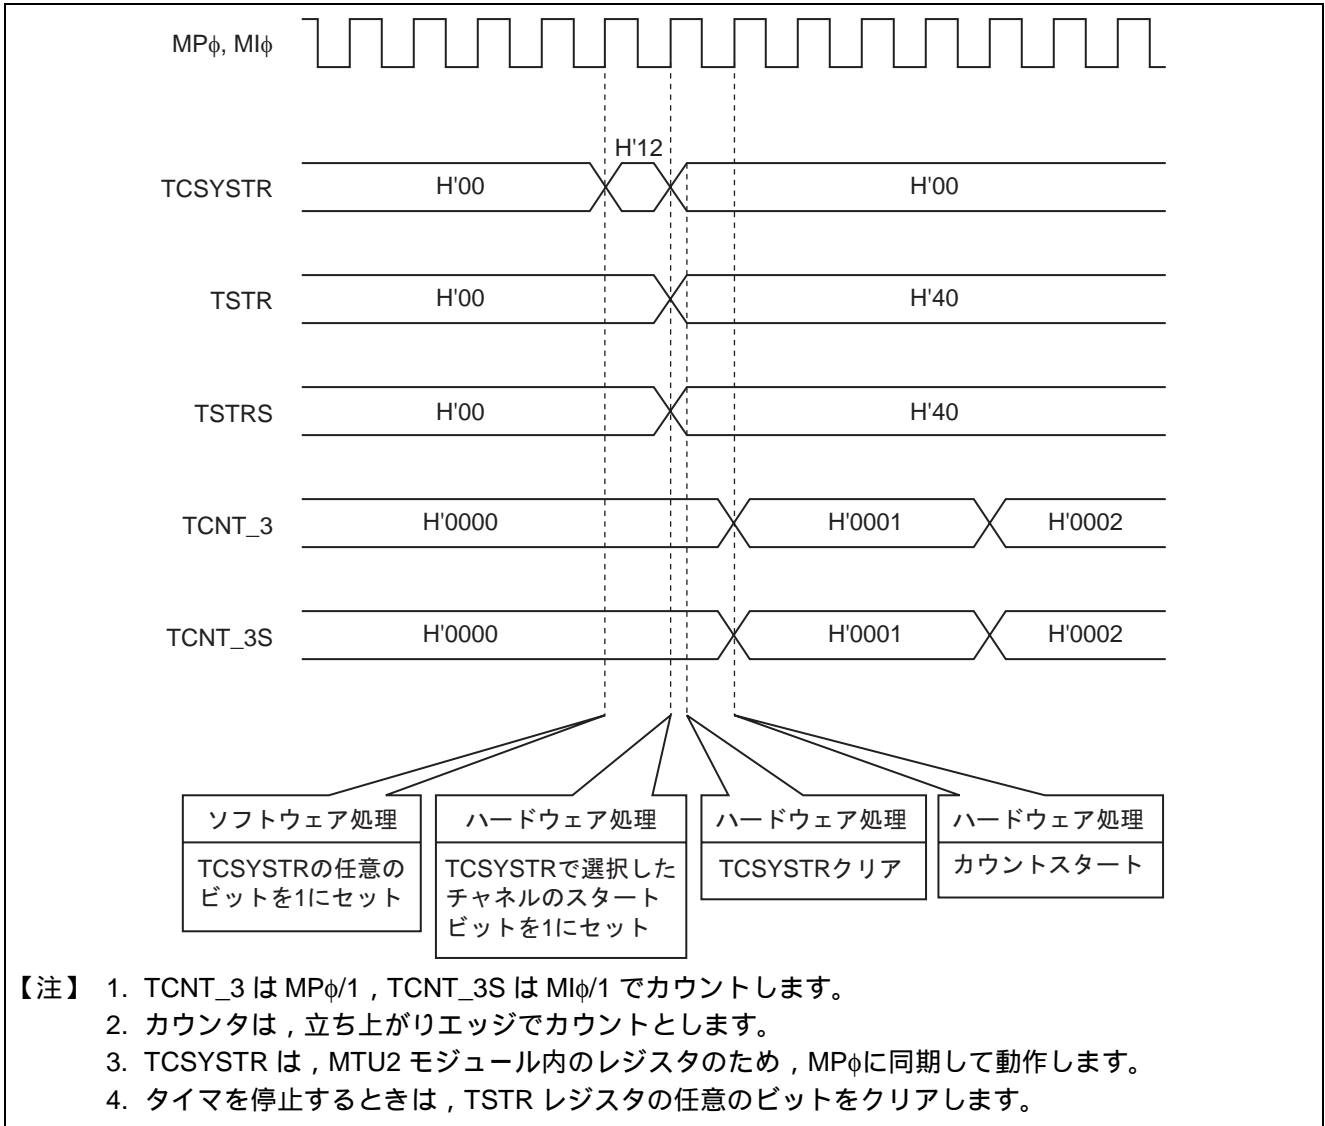 MPφ, MIφ
H'12
TCSYSTR H'00 H'00
TSTR H'00 H'40
TSTRS H'00 H'40
TCNT_3 H'0000 H'0001 H'0002
TCNT_3S H'0000 H'0001 H'0002
ソフトウェア処理
TCSYSTRの任意の
ビットを1にセット
ハードウェア処理
TCSYSTRで選択した
チャネルのスタート
ビットを1にセット
ハードウェア処理
TCSYSTRクリア
ハードウェア処理
カウントスタート
【注】 1. TCNT_3 は MPφ/1，TCNT_3S は MIφ/1 でカウントします。
2. カウンタは，立ち上がりエッジでカウントとします。
3. TCSYSTR は，MTU2 モジュール内のレジスタのため，MPφに同期して動作します。
4. タイマを停止するときは，TSTR レジスタの任意のビットをクリアします。